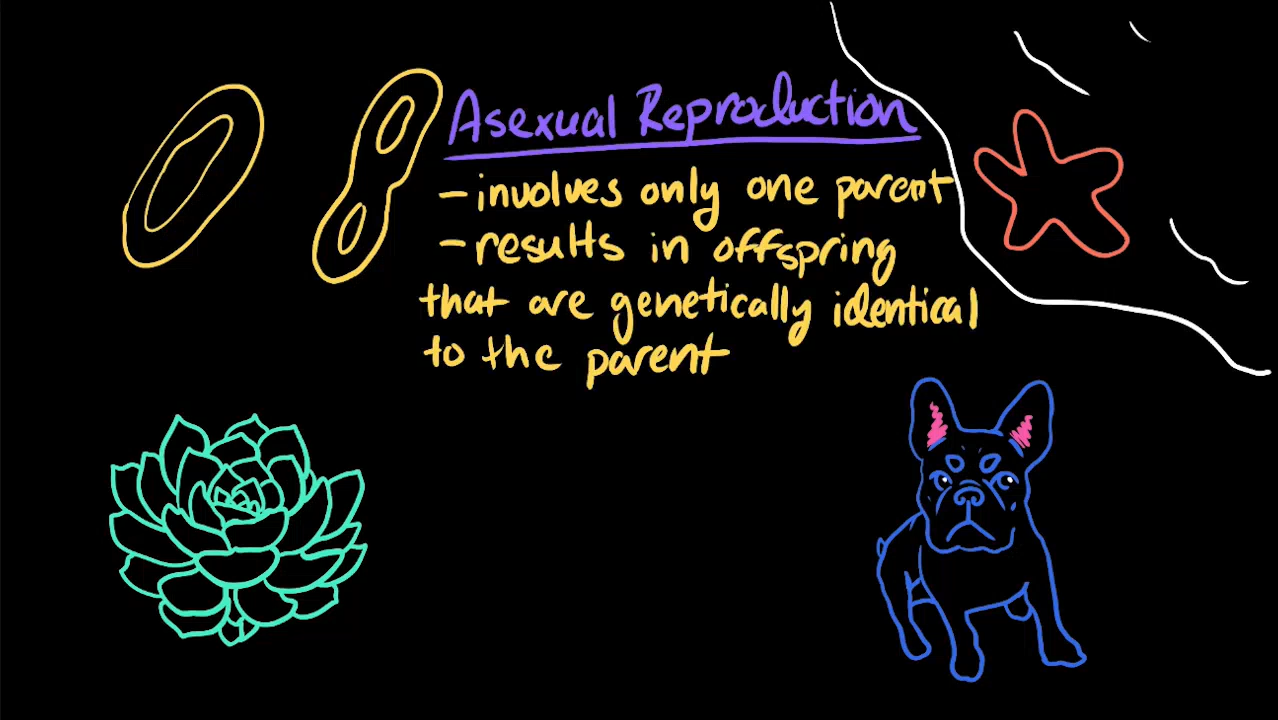 Asexual Reproduction
- involves only one parent
- results in offspring
that are genetically identical
to the parent